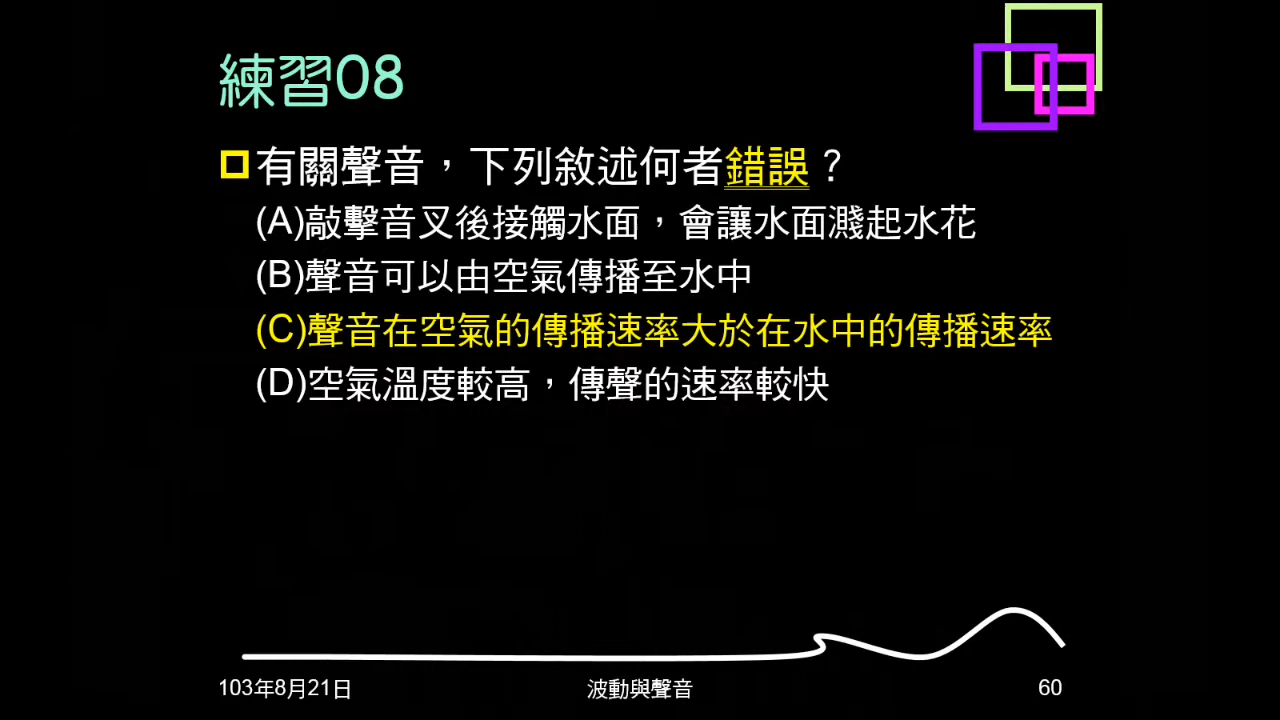 練習08
有關聲音，下列敘述何者錯誤？
(A)敲擊音叉後接觸水面，會讓水面濺起水花
(B)聲音可以由空氣傳播至水中
(C)聲音在空氣的傳播速率大於在水中的傳播速率
(D)空氣溫度較高，傳聲的速率較快
103年8月21日
波動與聲音
60